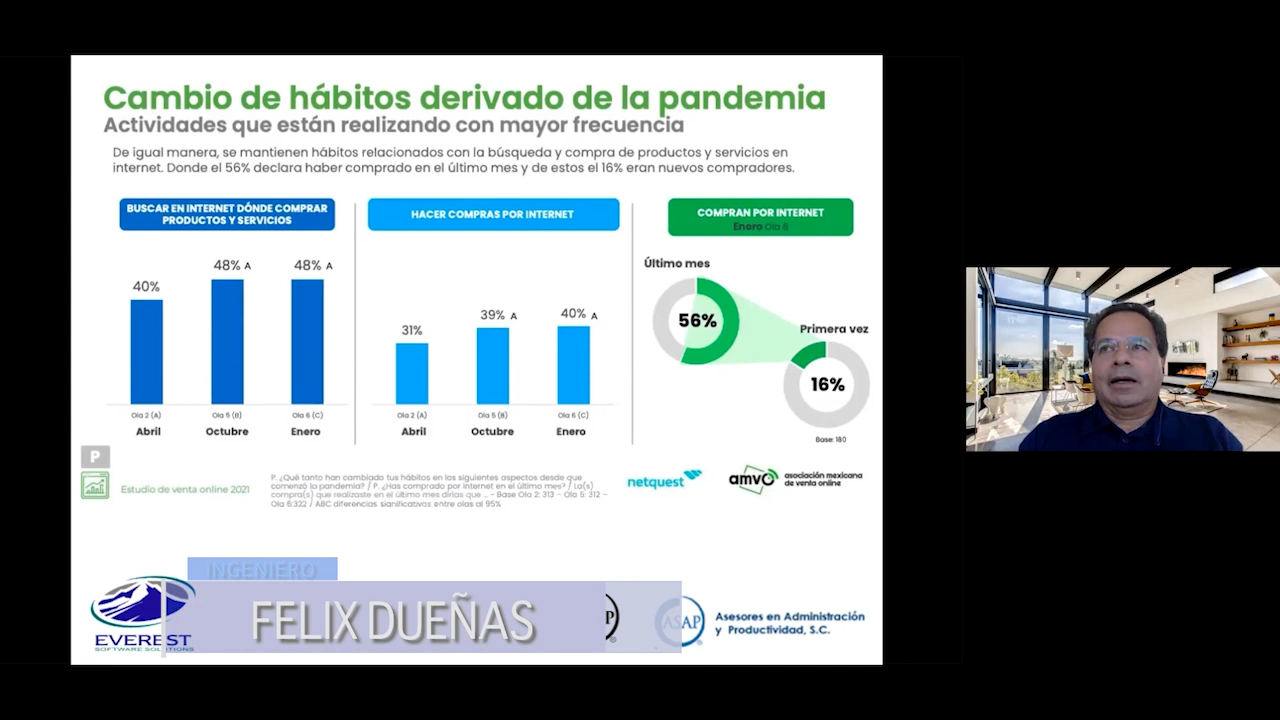 Cambio de hábitos derivado de la pandemia
Actividades que están realizando con mayor frecuencia
De igual manera, se mantienen hábitos relacionados con la búsqueda y compra de productos y servicios en
internet. Donde el 56% declara haber comprado en el último mes y de estos el 16% eran nuevos compradores.
BUSCAR EN INTERNET DÓNDE COMPRAR
PRODUCTOS Y SERVICIOS
40%
48% A
48% A
Ola 2 (A)
Ola 5 (B)
Ola 6 (C)
Abril
Octubre
Enero
HACER COMPRAS POR INTERNET
31%
39% A
40% A
Ola 2 (A)
Ola 5 (B)
Ola 6 (C)
Abril
Octubre
Enero
COMPRAN POR INTERNET
Enero Ola 6
Último mes
56%
Primera vez
16%
Base: 180
P
Estudio de venta online 2021
P. ¿Qué tanto han cambiado tus hábitos en los siguientes aspectos desde que
comenzó la pandemia? / P. ¿Has comprado por Internet en el último mes? / La(s)
compra(s) que realizaste en el último mes dirías que ... - Base Ola 2: 313 – Ola 5: 312 –
Ola 6:322 / ABC diferencias significativas entre olas al 95%
netquest
amvo
asociación mexicana
de venta online
INGENIERO
FELIX DUEÑAS
EVEREST
SOFTWARE SOLUTIONS
P
ASAP
Asesores en Administración
y Productividad, S.C.